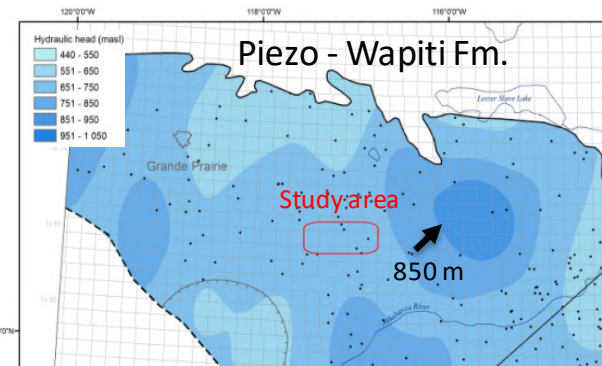 120°0'0"W
118°0'0"W
116°0'0"W
Hydraulic head (masl)
440 - 550
551 - 650
651 - 750
751 - 850
851 - 950
951 - 1 050
Piezo - Wapiti Fm.
Lesser Slave Lake
Grande Prairie
Study area
850 m
River
0"N